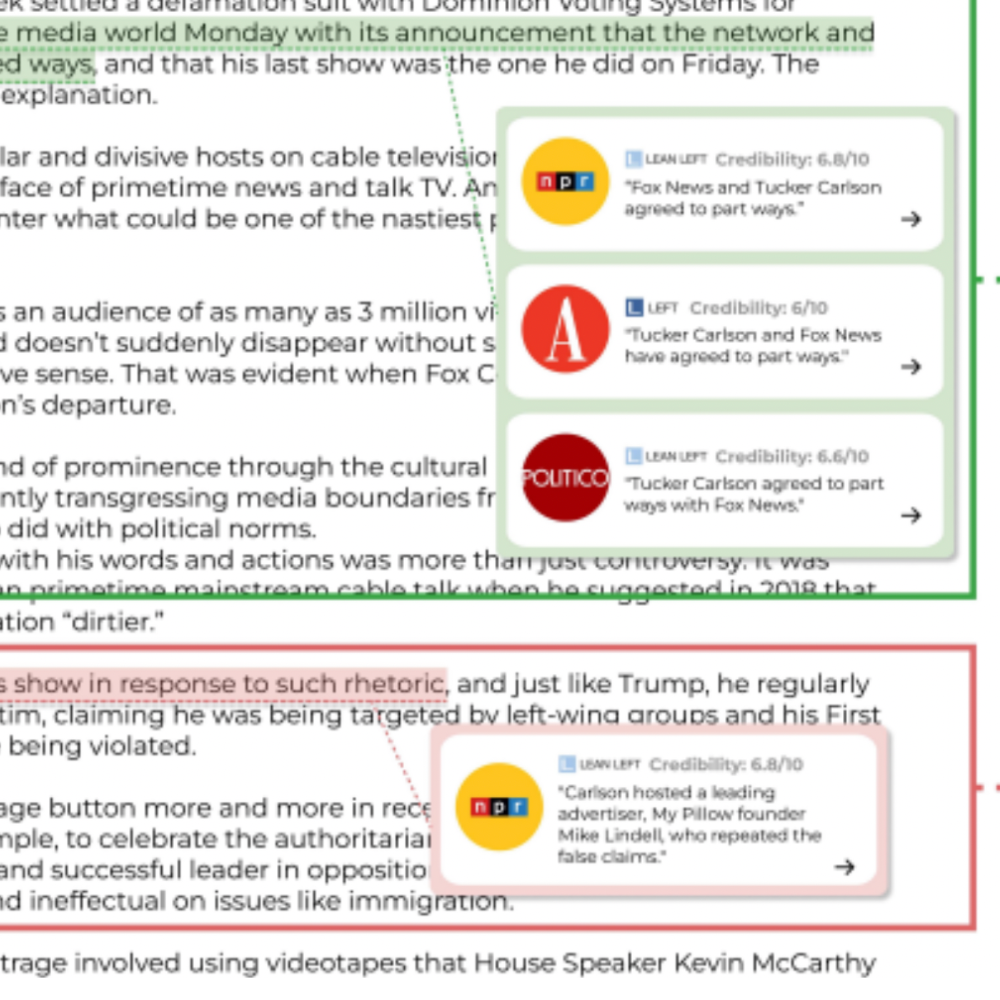 ek settled a defamation suit with Dominion Voting Systems for
e media world Monday with its announcement that the network and
ed ways, and that his last show was the one he did on Friday. The
explanation.
lar and divisive hosts on cable television
face of primetime news and talk TV. An
nter what could be one of the nastiest p
s an audience of as many as 3 million vi
d doesn't suddenly disappear without s
ve sense. That was evident when Fox C
n's departure.
nd of prominence through the cultural
ntly transgressing media boundaries fr
did with political norms.
with his words and actions was more than just controversy. It was
an primetime mainstream cable talk when he suggested in 2018 that
ation “dirtier.”
npr
L LEAN LEFT Credibility: 6.8/10
"Fox News and Tucker Carlson
agreed to part ways."
→
A
L LEFT Credibility: 6/10
"Tucker Carlson and Fox News
have agreed to part ways."
→
POLITICO
L LEAN LEFT Credibility: 6.6/10
"Tucker Carlson agreed to part
ways with Fox News."
→
s show in response to such rhetoric, and just like Trump, he regularly
tim, claiming he was being targeted by left-wing groups and his First
e being violated.
age button more and more in rece
mple, to celebrate the authoritarian
and successful leader in oppositio
nd ineffectual on issues like immigration.
npr
L LEAN LEFT Credibility: 6.8/10
"Carlson hosted a leading
advertiser, My Pillow founder
Mike Lindell, who repeated the
false claims."
→
trage involved using videotapes that House Speaker Kevin McCarthy